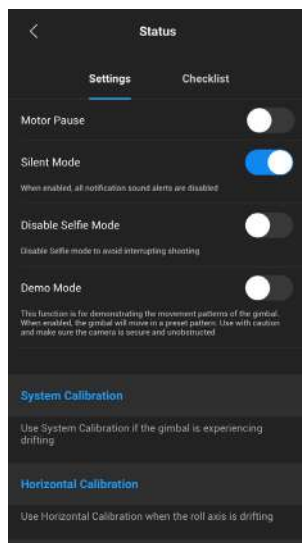 Status
Settings Checklist
Motor Pause
Silent Mode
When enabled, all notification sound alerts are disabled
Disable Selfie Mode
Disable Selfie mode to avoid interrupting shooting
Demo Mode
This function is for demonstrating the movement patterns of the gimbal.
When enabled, the gimbal will move in a preset pattern. Use with caution
and make sure the camera is secure and unobstructed
System Calibration
Use System Calibration if the gimbal is experiencing
drifting
Horizontal Calibration
Use Horizontal Calibration when the roll axis is drifting